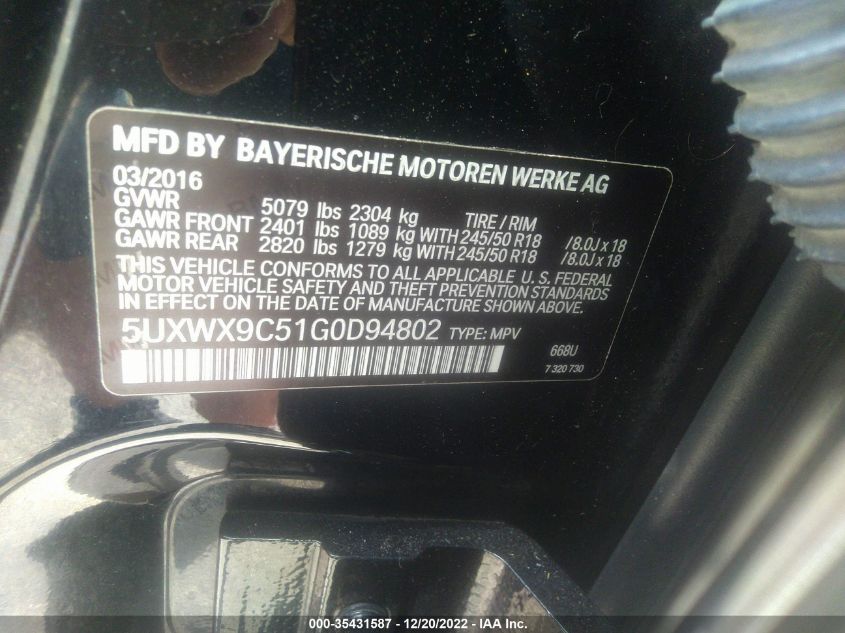 MFD BY BAYERISCHE MOTOREN WERKE AG
03/2016
GVWR 5079 lbs 2304 kg TIRE / RIM
GAWR FRONT 2401 lbs 1089 kg WITH 245/50 R18 /8.0J x 18
GAWR REAR 2820 lbs 1279 kg WITH 245/50 R18 /8.0J x 18
THIS VEHICLE CONFORMS TO ALL APPLICABLE U.S. FEDERAL
MOTOR VEHICLE SAFETY AND THEFT PREVENTION STANDARDS
IN EFFECT ON THE DATE OF MANUFACTURE SHOWN ABOVE.
5UXWX9C51G0D94802 TYPE: MPV
668U
7 320 730
000-35431587 - 12/20/2022 - IAA Inc.